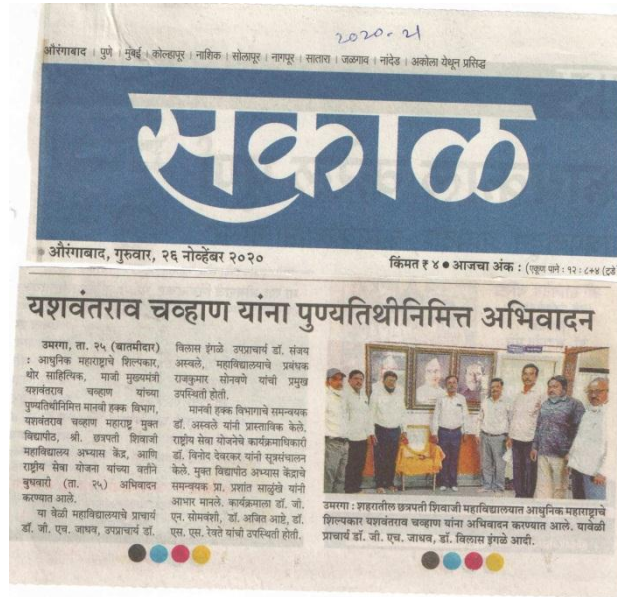 2020-21
औरंगाबाद । पुणे । मुंबई । कोल्हापूर । नाशिक । सोलापूर । नागपूर । सातारा । जळगाव । नांदेड । अकोला येथून प्रसिद्ध
सकाळ
औरंगाबाद, गुरुवार, २६ नोव्हेंबर २०२०
किंमत ₹ ४ ● आजचा अंक : (एकूण पाने : १२ : ८+४ (टुडे
यशवंतराव चव्हाण यांना पुण्यतिथीनिमित्त अभिवादन
उमरगा, ता. २५ (बातमीदार)
: आधुनिक महाराष्ट्राचे शिल्पकार,
थोर साहित्यिक, माजी मुख्यमंत्री
यशवंतराव चव्हाण यांच्या
पुण्यतिथीनिमित्त मानवी हक्क विभाग,
यशवंतराव चव्हाण महाराष्ट्र मुक्त
विद्यापीठ, श्री. छत्रपती शिवाजी
महाविद्यालय अभ्यास केंद्र, आणि
राष्ट्रीय सेवा योजना यांच्या वतीने
बुधवारी (ता. २५) अभिवादन
करण्यात आले.
या वेळी महाविद्यालयाचे प्राचार्य
डॉ. जी. एच. जाधव, उपप्राचार्य डॉ.
विलास इंगळे उपप्राचार्य डॉ. संजय
अस्वले, महाविद्यालयाचे प्रबंधक
राजकुमार सोनवणे यांची प्रमुख
उपस्थिती होती.
मानवी हक्क विभागाचे समन्वयक
डॉ. अस्वले यांनी प्रास्ताविक केले.
राष्ट्रीय सेवा योजनेचे कार्यक्रमाधिकारी
डॉ. विनोद देवरकर यांनी सूत्रसंचालन
केले. मुक्त विद्यापीठ अभ्यास केंद्राचे
समन्वयक प्रा. प्रशांत साळुंखे यांनी
आभार मानले. कार्यक्रमाला डॉ. जी.
एन. सोमवंशी, डॉ. अजित आष्टे, डॉ.
एस. एस. रेवते यांची उपस्थिती होती.
उमरगा : शहरातील छत्रपती शिवाजी महाविद्यालयात आधुनिक महाराष्ट्राचे
शिल्पकार यशवंतराव चव्हाण यांना अभिवादन करण्यात आले. यावेळी
प्राचार्य डॉ. जी. एच. जाधव, डॉ. विलास इंगळे आदी.